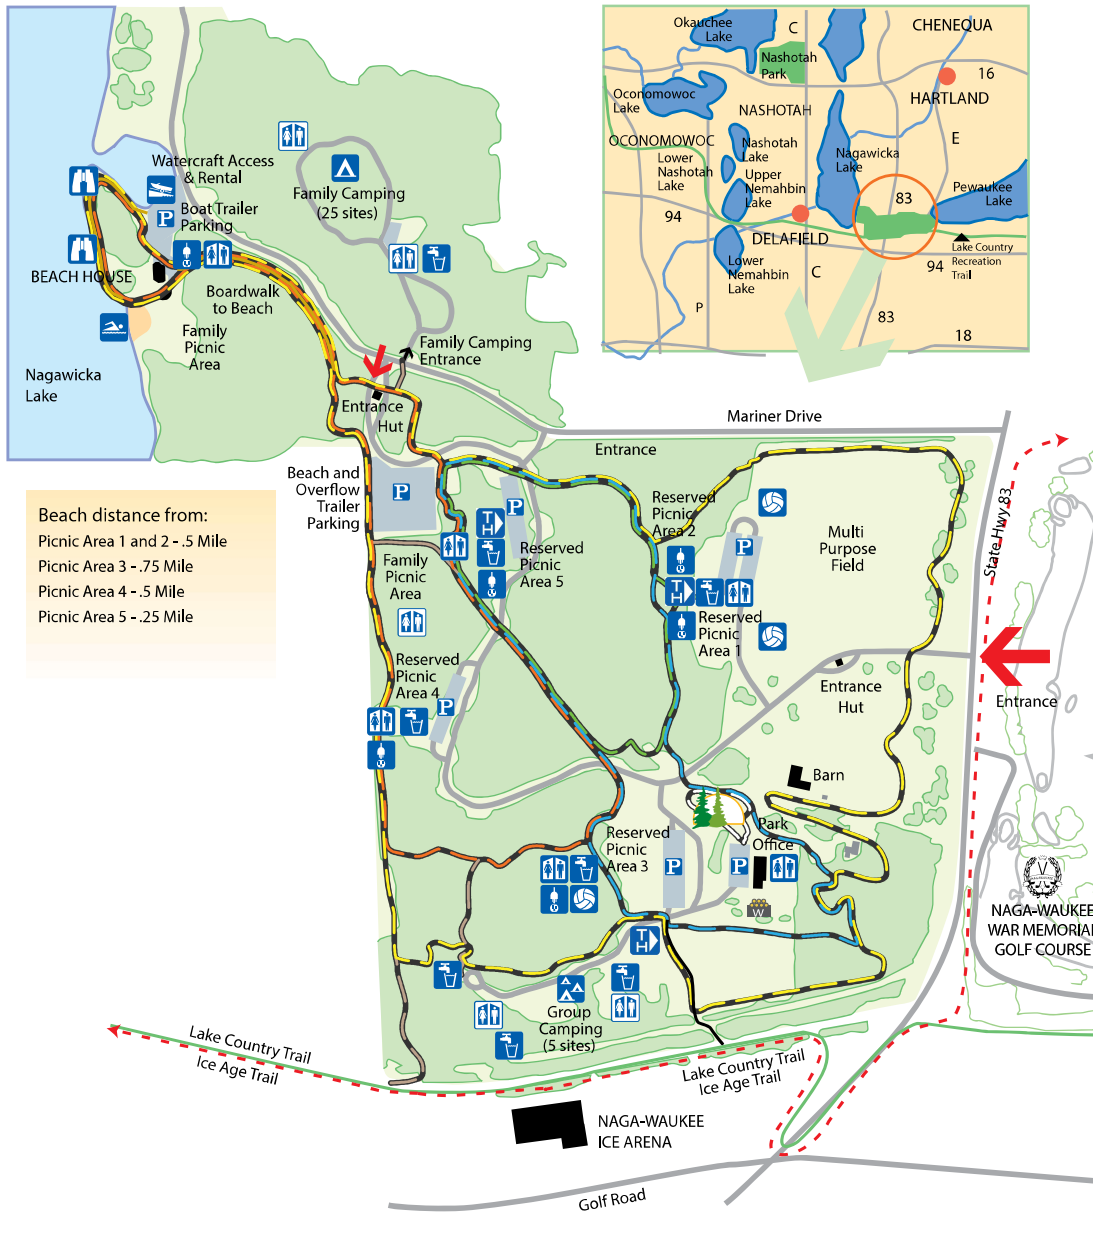 Okauchee
Lake
C
CHENEQUA
Nashotah
Park
16
Oconomowoc
Lake
HARTLAND
NASHOTAH
OCONOMOWOC
Nashotah
Lake
E
Lower
Nashotah
Lake
Nagawicka
Lake
Upper
Nemahbin
Lake
Pewaukee
Lake
83
94
DELAFIELD
Lake Country
Recreation
Trail
Lower
Nemahbin
Lake
C
94
P
83
18
Watercraft Access
& Rental
Family Camping
(25 sites)
P
Boat Trailer
Parking
BEACH HOUSE
Boardwalk
to Beach
Family
Picnic
Area
Family Camping
Entrance
Nagawicka
Lake
Entrance
Hut
Mariner Drive
Entrance
Beach and
Overflow
Trailer
Parking
P
Beach distance from:
Picnic Area 1 and 2 - .5 Mile
Picnic Area 3 - .75 Mile
Picnic Area 4 - .5 Mile
Picnic Area 5 - .25 Mile
P
TH
Reserved
Picnic
Area 5
Reserved
Picnic
Area 2
P
Multi
Purpose
Field
State Hwy 83
Family
Picnic
Area
TH
Reserved
Picnic
Area 1
Reserved
Picnic
Area 4
P
Entrance
Hut
Entrance
Barn
Park
Office
Reserved
Picnic
Area 3
P
P
W
TH
NAGA-WAUKEE
WAR MEMORIAL
GOLF COURSE
Group
Camping
(5 sites)
Lake Country Trail
Ice Age Trail
Lake Country Trail
Ice Age Trail
NAGA-WAUKEE
ICE ARENA
Golf Road